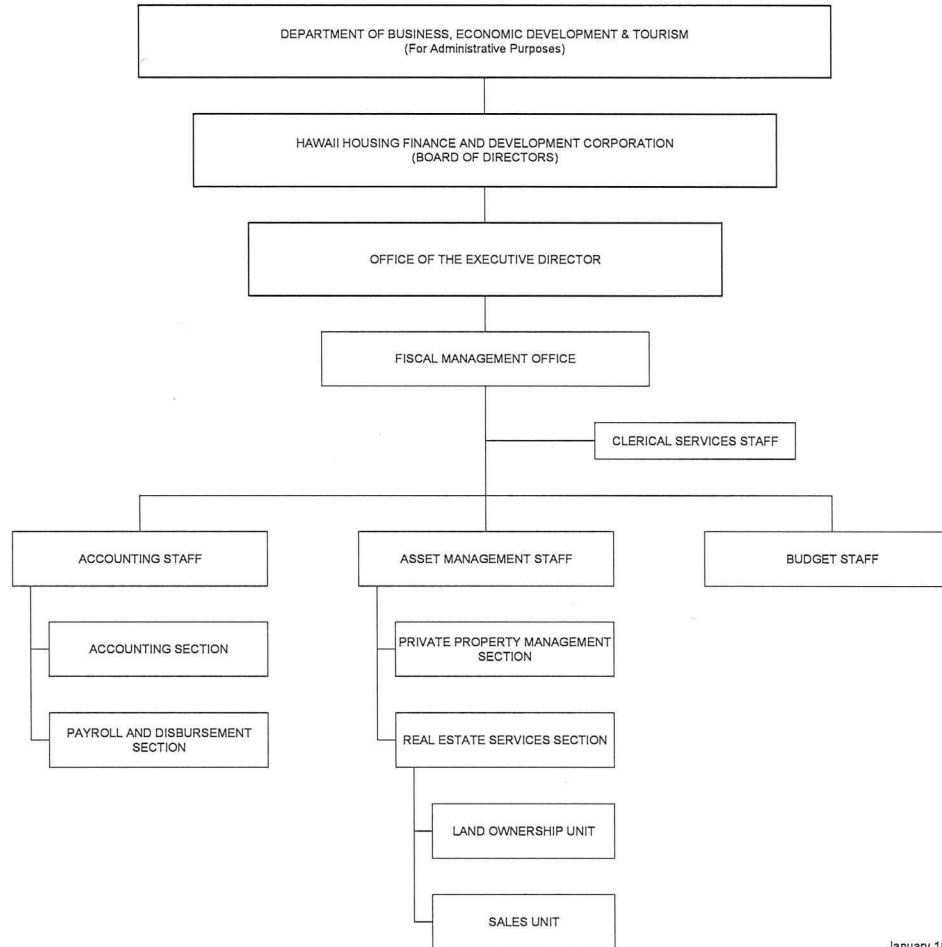 DEPARTMENT OF BUSINESS, ECONOMIC DEVELOPMENT & TOURISM
(For Administrative Purposes)
HAWAII HOUSING FINANCE AND DEVELOPMENT CORPORATION
(BOARD OF DIRECTORS)
OFFICE OF THE EXECUTIVE DIRECTOR
FISCAL MANAGEMENT OFFICE
CLERICAL SERVICES STAFF
ACCOUNTING STAFF
ASSET MANAGEMENT STAFF
BUDGET STAFF
ACCOUNTING SECTION
PRIVATE PROPERTY MANAGEMENT
SECTION
PAYROLL AND DISBURSEMENT
SECTION
REAL ESTATE SERVICES SECTION
LAND OWNERSHIP UNIT
SALES UNIT
January